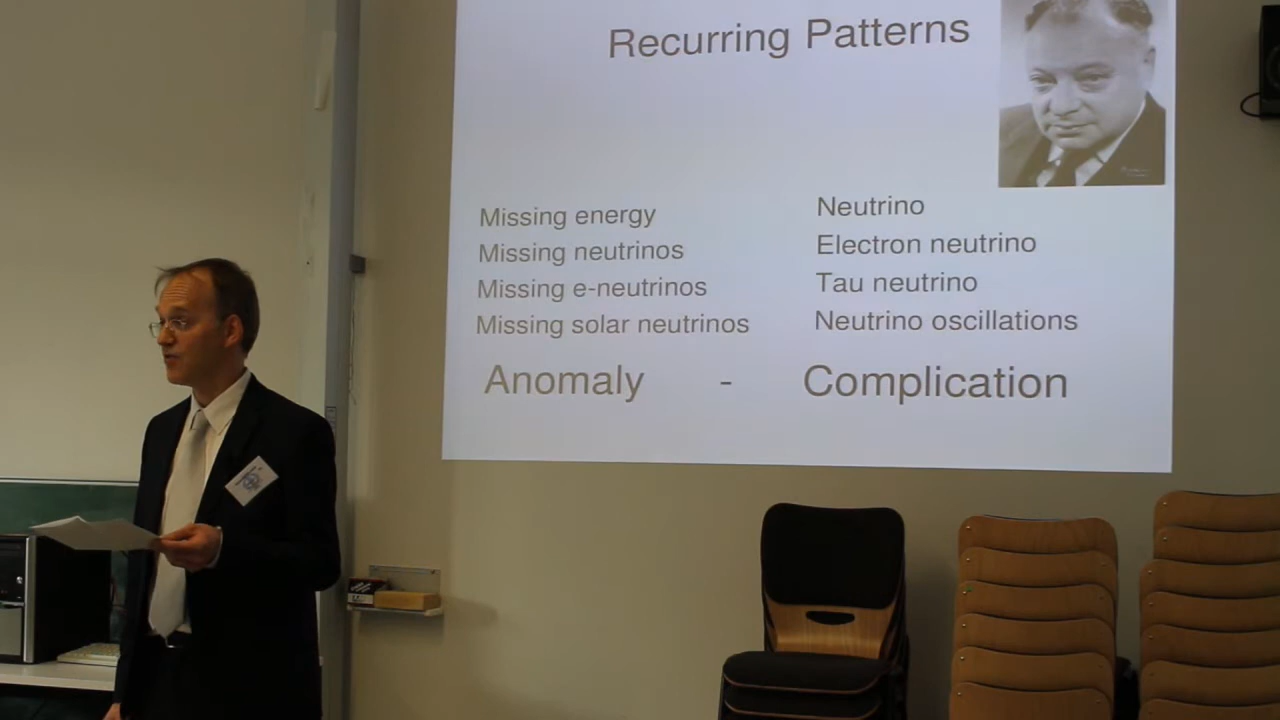 Recurring Patterns
Missing energy Neutrino
Missing neutrinos Electron neutrino
Missing e-neutrinos Tau neutrino
Missing solar neutrinos Neutrino oscillations
Anomaly - Complication